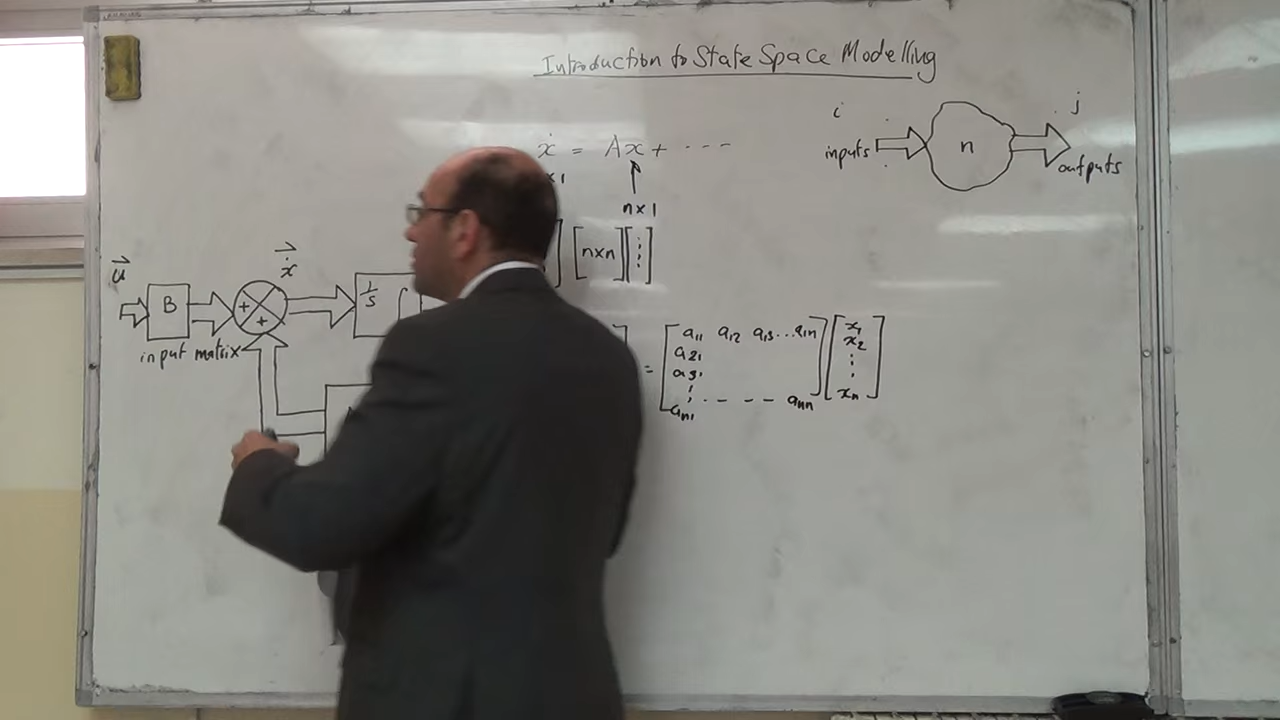 Introduction to State Space Modelling
i
j
inputs
n
outputs
ẋ = Ax + ...
x1
n×1
[n×n] [⋮]
u
ẋ
B
+
+
1/s ∫
input matrix
= [a11 a12 a13 ... a1n] [x1]
a21 x2
a31 ⋮
⋮
an1 . - - - ann xn